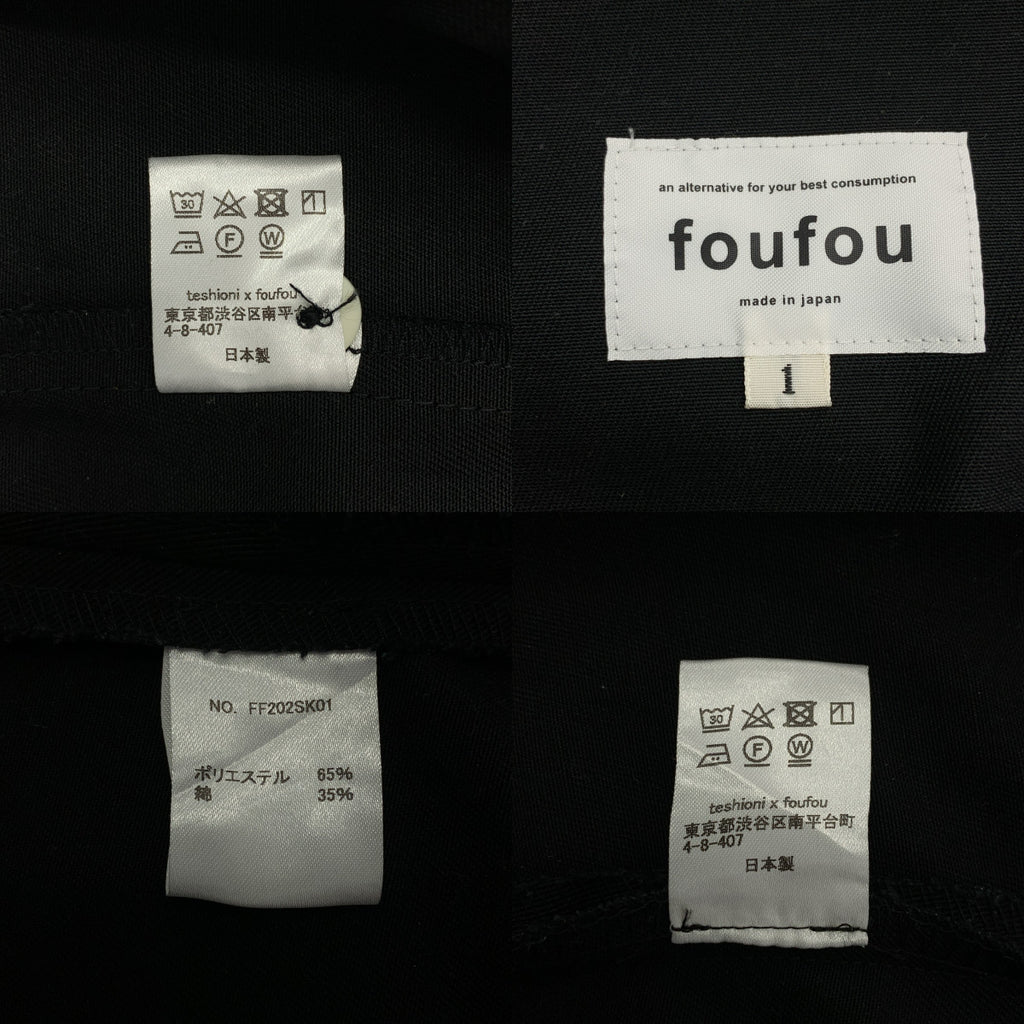 30
F W
teshioni x foufou
東京都渋谷区南平台
4-8-407
日本製
an alternative for your best consumption
foufou
made in japan
1
NO. FF202SK01
ポリエステル 65%
綿 35%
30
F W
teshioni x foufou
東京都渋谷区南平台町
4-8-407
日本製